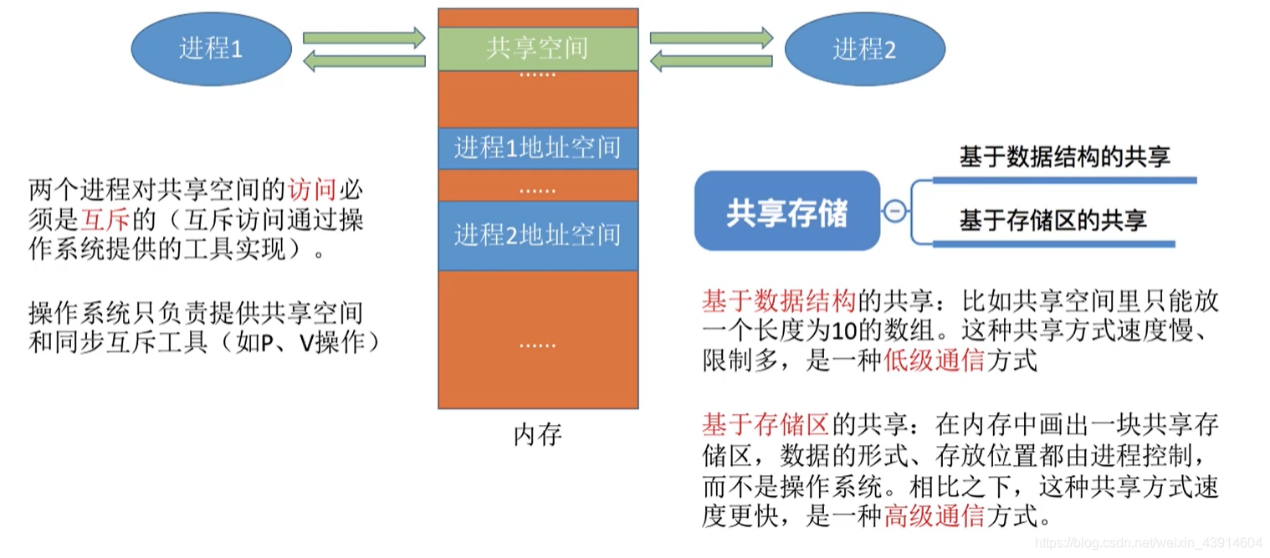 进程1
共享空间
进程2
……
进程1地址空间
……
进程2地址空间
……
内存
两个进程对共享空间的访问必
须是互斥的（互斥访问通过操
作系统提供的工具实现）。
操作系统只负责提供共享空间
和同步互斥工具（如P、V操作）
共享存储
基于数据结构的共享
基于存储区的共享
基于数据结构的共享：比如共享空间里只能放
一个长度为10的数组。这种共享方式速度慢、
限制多，是一种低级通信方式
基于存储区的共享：在内存中画出一块共享存
储区，数据的形式、存放位置都由进程控制，
而不是操作系统。相比之下，这种共享方式速
度更快，是一种高级通信方式。
https://blog.csdn.net/weixin_43914604